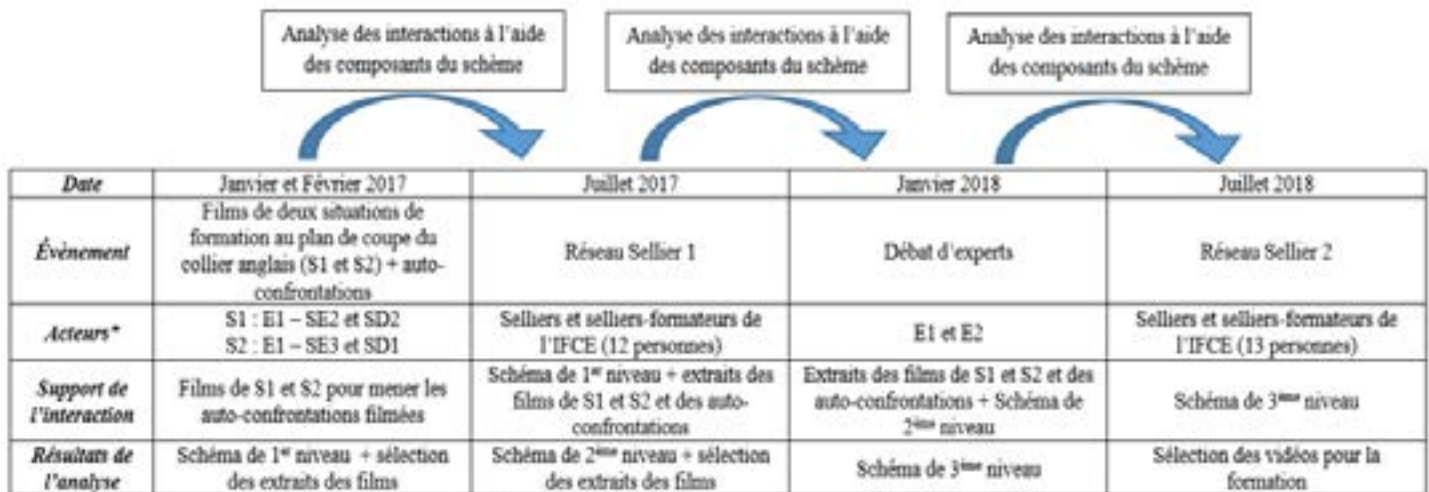 Analyse des interactions à l'aide
des composants du schème
Analyse des interactions à l'aide
des composants du schème
Analyse des interactions à l'aide
des composants du schème
Date
Janvier et Février 2017
Juillet 2017
Janvier 2018
Juillet 2018
Évènement
Films de deux situations de
formation au plan de coupe du
collier anglais (S1 et S2) + auto-
confrontations
Réseau Sellier 1
Débat d'experts
Réseau Sellier 2
Acteurs*
S1 : E1 – SE2 et SD2
S2 : E1 – SE3 et SD1
Selliers et selliers-formateurs de
l'IFCE (12 personnes)
E1 et E2
Selliers et selliers-formateurs de
l'IFCE (13 personnes)
Support de
l'interaction
Films de S1 et S2 pour mener les
auto-confrontations filmées
Schéma de 1er niveau + extraits des
films de S1 et S2 et des auto-
confrontations
Extraits des films de S1 et S2 et des
auto-confrontations + Schéma de
2ème niveau
Schéma de 3ème niveau
Résultats de
l'analyse
Schéma de 1er niveau + sélection
des extraits des films
Schéma de 2ème niveau + sélection
des extraits des films
Schéma de 3ème niveau
Sélection des vidéos pour la
formation